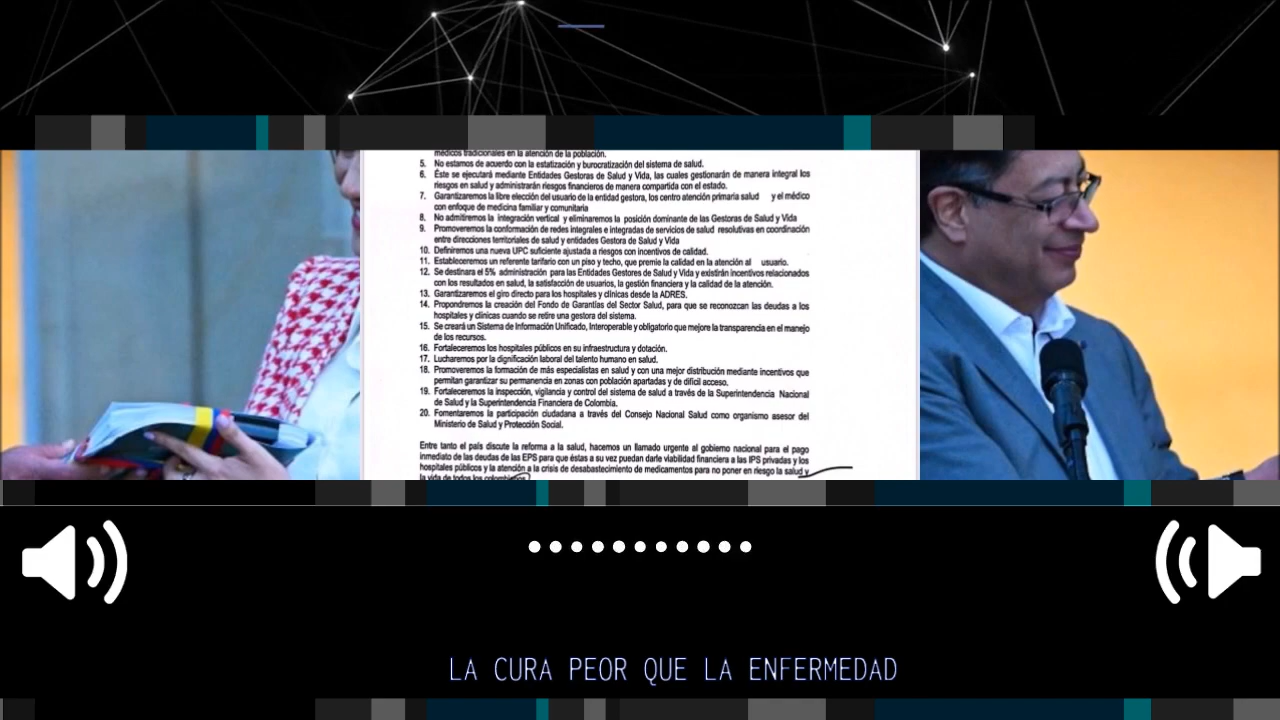 médicos tradicionales en la atención de la población.
5. No estamos de acuerdo con la estatización y burocratización del sistema de salud.
6. Éste se ejecutará mediante Entidades Gestoras de Salud y Vida, las cuales gestionarán de manera integral los
riesgos en salud y administrarán riesgos financieros de manera compartida con el estado.
7. Garantizaremos la libre elección del usuario de la entidad gestora, los centro atención primaria salud y el médico
con enfoque de medicina familiar y comunitaria
8. No admitiremos la integración vertical y eliminaremos la posición dominante de las Gestoras de Salud y Vida
9. Promoveremos la conformación de redes integrales e integradas de servicios de salud resolutivas en coordinación
entre direcciones territoriales de salud y entidades Gestora de Salud y Vida
10. Definiremos una nueva UPC suficiente ajustada a riesgos con incentivos de calidad.
11. Estableceremos un referente tarifario con un piso y techo, que premie la calidad en la atención al usuario.
12. Se destinara el 5% administración para las Entidades Gestores de Salud y Vida y existirán incentivos relacionados
con los resultados en salud, la satisfacción de usuarios, la gestión financiera y la calidad de la atención.
13. Garantizaremos el giro directo para los hospitales y clínicas desde la ADRES.
14. Propondremos la creación del Fondo de Garantías del Sector Salud, para que se reconozcan las deudas a los
hospitales y clínicas cuando se retire una gestora del sistema.
15. Se creará un Sistema de Información Unificado, Interoperable y obligatorio que mejore la transparencia en el manejo
de los recursos.
16. Fortaleceremos los hospitales públicos en su infraestructura y dotación.
17. Lucharemos por la dignificación laboral del talento humano en salud.
18. Promoveremos la formación de más especialistas en salud y con una mejor distribución mediante incentivos que
permitan garantizar su permanencia en zonas con población apartadas y de difícil acceso.
19. Fortaleceremos la inspección, vigilancia y control del sistema de salud a través de la Superintendencia Nacional
de Salud y la Superintendencia Financiera de Colombia.
20. Fomentaremos la participación ciudadana a través del Consejo Nacional Salud como organismo asesor del
Ministerio de Salud y Protección Social.
Entre tanto el país discute la reforma a la salud, hacemos un llamado urgente al gobierno nacional para el pago
inmediato de las deudas de las EPS para que éstas a su vez puedan darle viabilidad financiera a las IPS privadas y los
hospitales públicos y la atención a la crisis de desabastecimiento de medicamentos para no poner en riesgo la salud y
la vida de todos los colombianos.
LA CURA PEOR QUE LA ENFERMEDAD